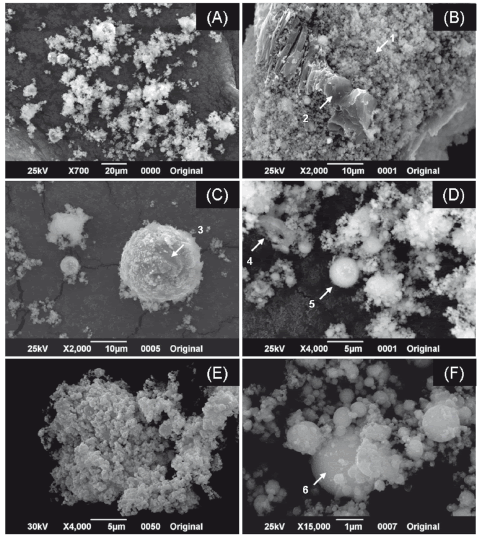 (A)
25kV X700 20µm 0000 Original
(B)
1
2
25kV X2,000 10µm 0001 Original
(C)
3
25kV X2,000 10µm 0005 Original
(D)
4
5
25kV X4,000 5µm 0001 Original
(E)
30kV X4,000 5µm 0050 Original
(F)
6
25kV X15,000 1µm 0007 Original